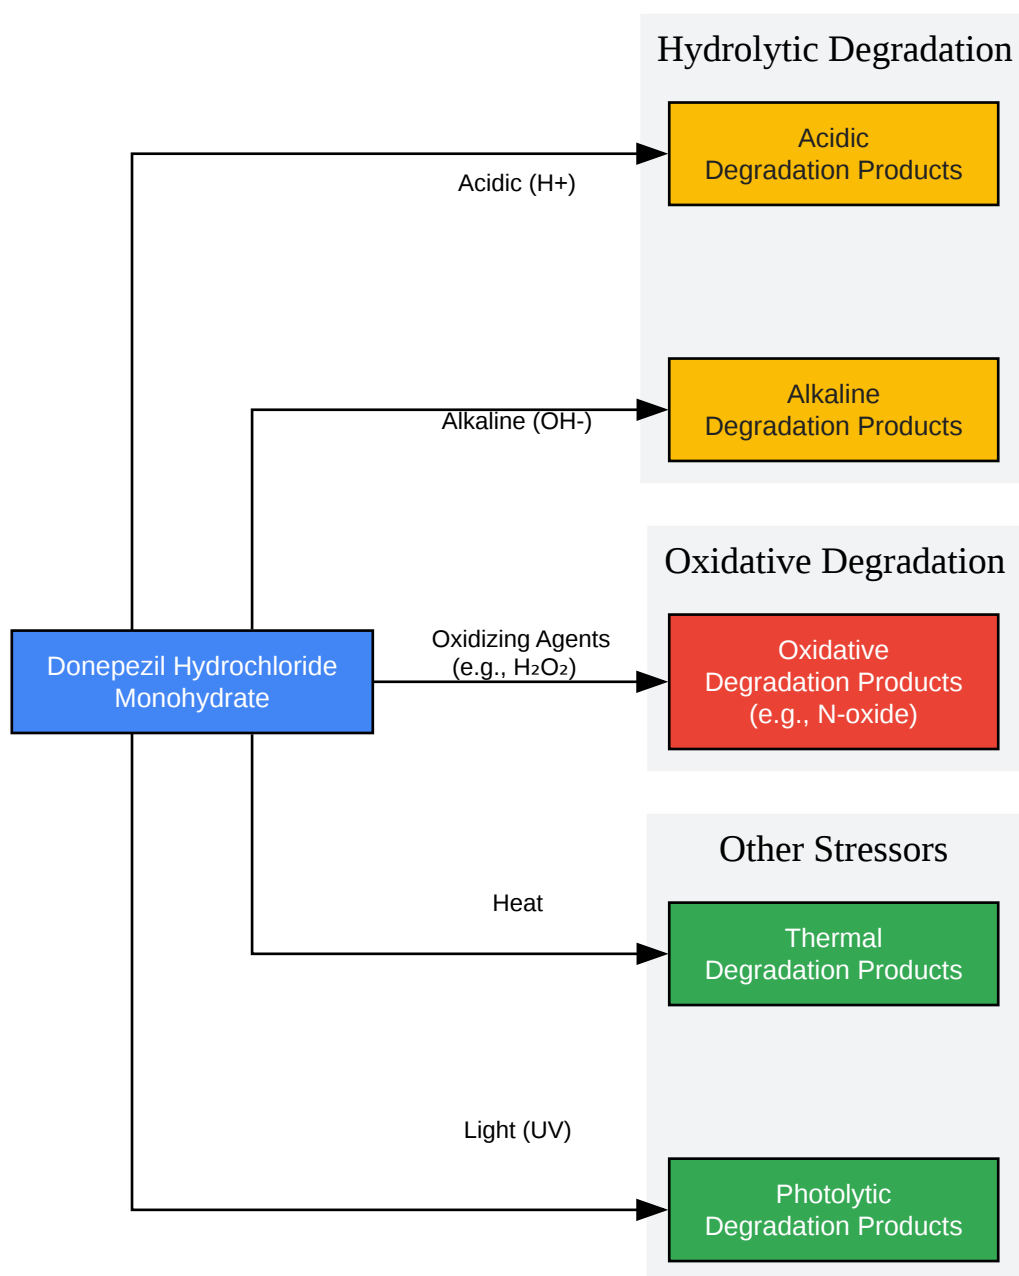 Hydrolytic Degradation
Acidic
Degradation Products
Acidic (H+)
Alkaline
Degradation Products
Alkaline (OH-)
Oxidative Degradation
Donepezil Hydrochloride
Monohydrate
Oxidizing Agents
(e.g., H₂O₂)
Oxidative
Degradation Products
(e.g., N-oxide)
Other Stressors
Heat
Thermal
Degradation Products
Light (UV)
Photolytic
Degradation Products